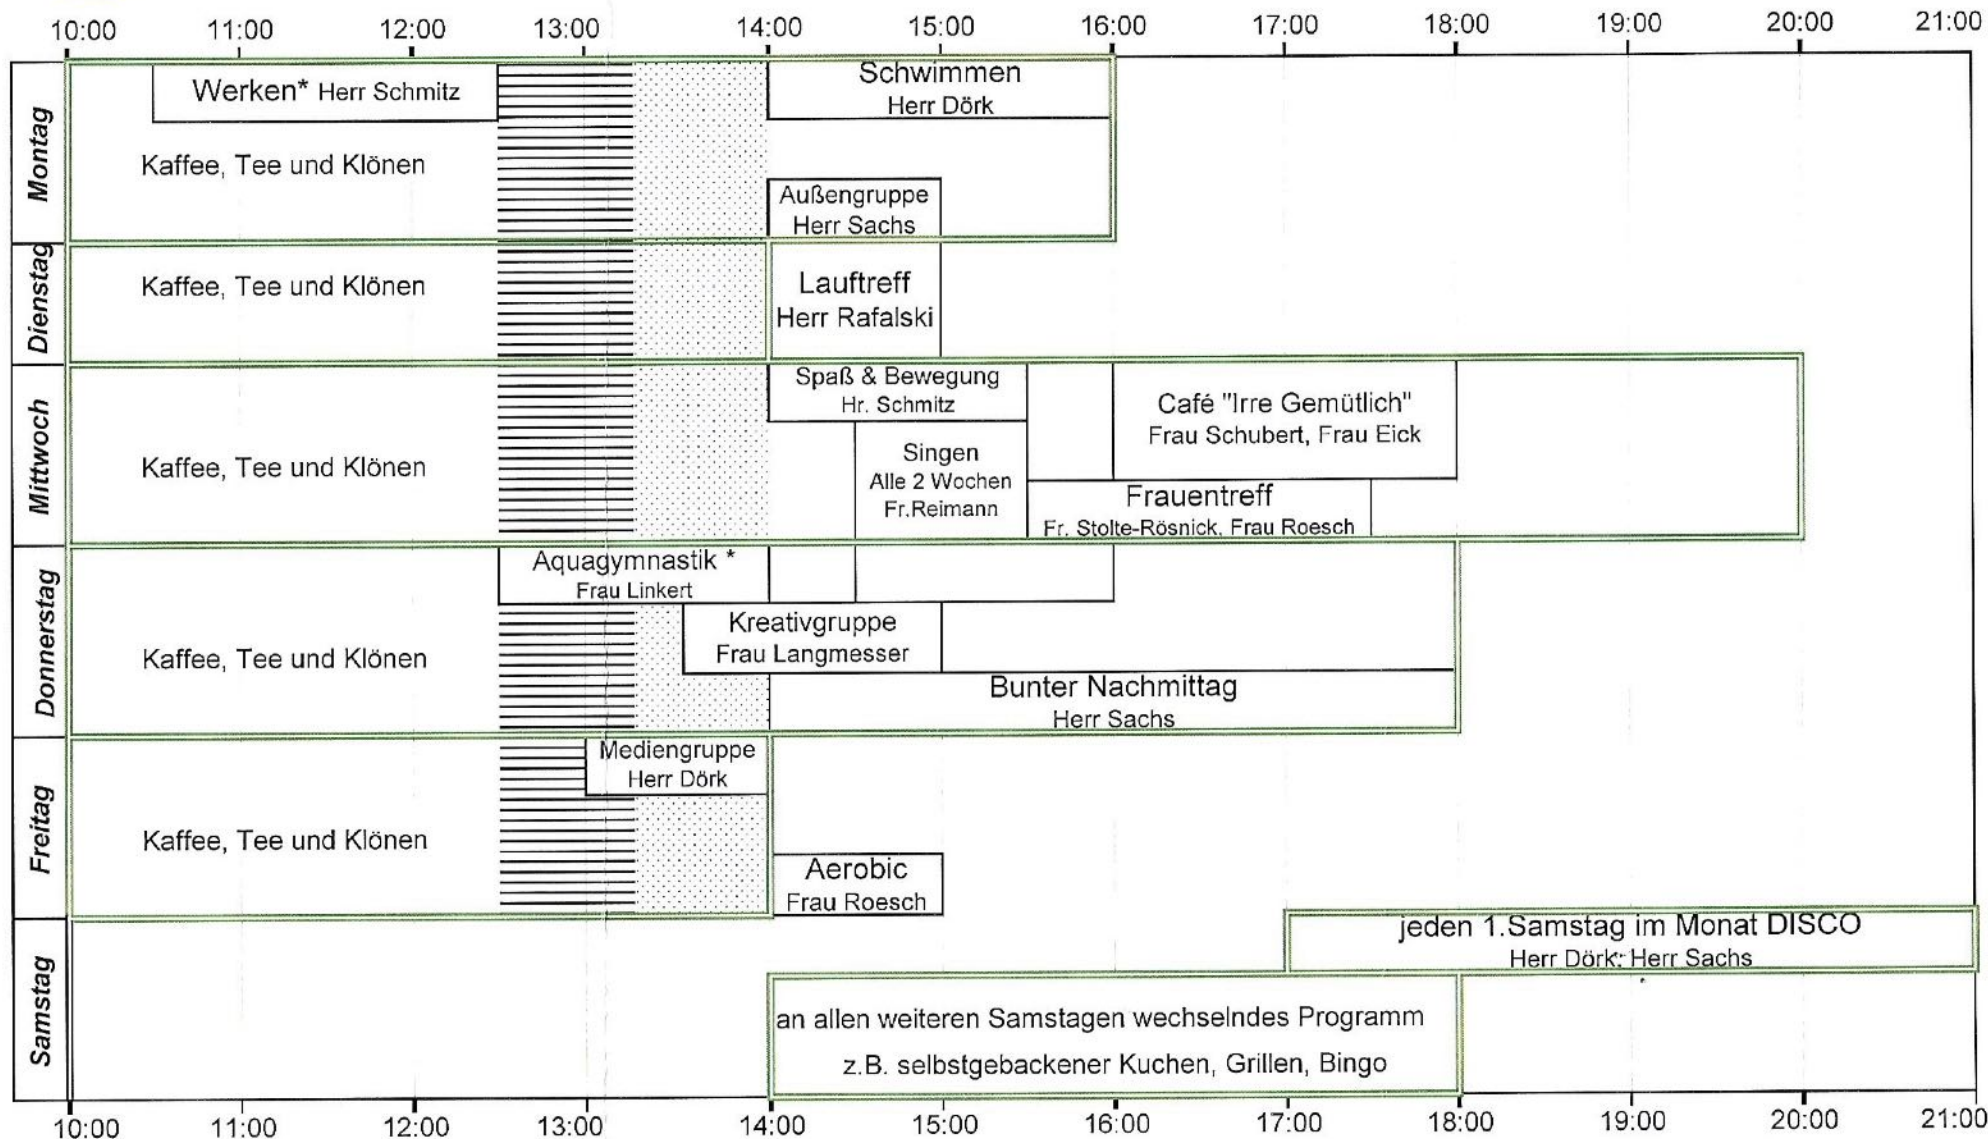 10:00 11:00 12:00 13:00 14:00 15:00 16:00 17:00 18:00 19:00 20:00 21:00
Montag
Werken* Herr Schmitz
Kaffee, Tee und Klönen
Schwimmen
Herr Dörk
Außengruppe
Herr Sachs
Dienstag
Kaffee, Tee und Klönen
Lauftreff
Herr Rafalski
Mittwoch
Kaffee, Tee und Klönen
Spaß & Bewegung
Hr. Schmitz
Singen
Alle 2 Wochen
Fr.Reimann
Café "Irre Gemütlich"
Frau Schubert, Frau Eick
Frauentreff
Fr. Stolte-Rösnick, Frau Roesch
Donnerstag
Kaffee, Tee und Klönen
Aquagymnastik *
Frau Linkert
Kreativgruppe
Frau Langmesser
Bunter Nachmittag
Herr Sachs
Freitag
Kaffee, Tee und Klönen
Mediengruppe
Herr Dörk
Aerobic
Frau Roesch
Samstag
jeden 1.Samstag im Monat DISCO
Herr Dörk; Herr Sachs
an allen weiteren Samstagen wechselndes Programm
z.B. selbstgebackener Kuchen, Grillen, Bingo
10:00 11:00 12:00 13:00 14:00 15:00 16:00 17:00 18:00 19:00 20:00 21:00